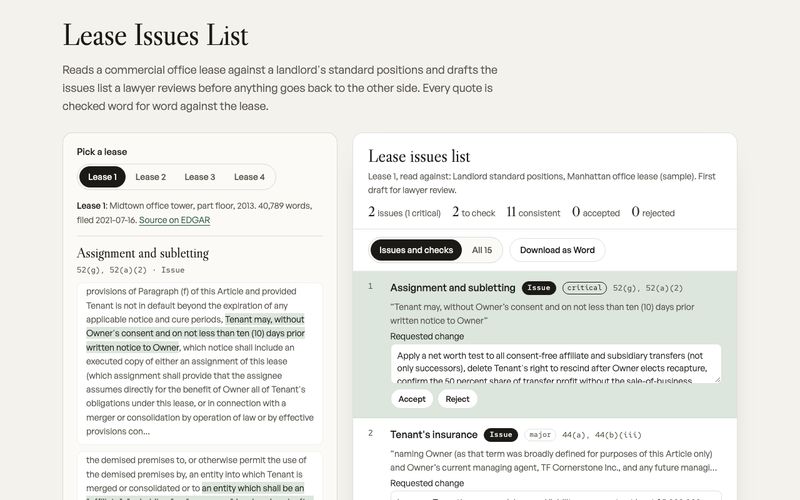 Lease Issues List
Reads a commercial office lease against a landlord's standard positions and drafts the
issues list a lawyer reviews before anything goes back to the other side. Every quote is
checked word for word against the lease.
Pick a lease
Lease 1 Lease 2 Lease 3 Lease 4
Lease 1: Midtown office tower, part floor, 2013. 40,789 words,
filed 2021-07-16. Source on EDGAR
Assignment and subletting
52(g), 52(a)(2) · Issue
provisions of Paragraph (f) of this Article and provided
Tenant is not in default beyond the expiration of any
applicable notice and cure periods, Tenant may, without
Owner's consent and on not less than ten (10) days prior
written notice to Owner, which notice shall include an
executed copy of either an assignment of this lease
(which assignment shall provide that the assignee
assumes directly for the benefit of Owner all of Tenant's
obligations under this lease, or in connection with a
merger or consolidation by operation of law or by effective
provisions con...
the demised premises to, or otherwise permit the use of
the demised premises by, an entity into which Tenant is
merged or consolidated or to an entity which shall be an
Lease issues list
Lease 1, read against: Landlord standard positions, Manhattan office lease (sample). First
draft for lawyer review.
2 issues (1 critical) 2 to check 11 consistent 0 accepted 0 rejected
Issues and checks All 15 Download as Word
1 Assignment and subletting Issue critical 52(g), 52(a)(2)
"Tenant may, without Owner's consent and on not less than ten (10) days prior
written notice to Owner"
Requested change
Apply a net worth test to all consent-free affiliate and subsidiary transfers (not
only successors), delete Tenant's right to rescind after Owner elects recapture,
confirm the 50 percent share of transfer profit without the sale-of-business
Accept Reject
2 Tenant's insurance Issue major 44(a), 44(b)(iii)
"naming Owner (as that term was broadly defined for purposes of this Article only)
and Owner's current managing agent, TF Cornerstone Inc., and any future managi...
Requested change